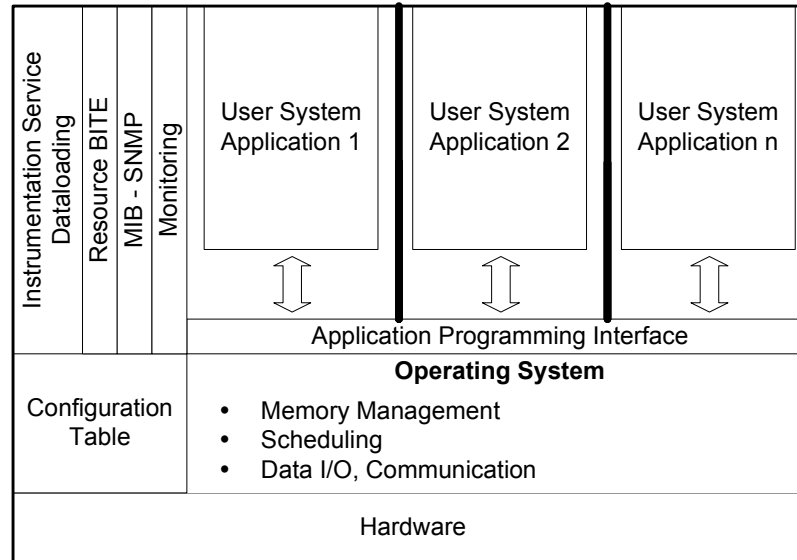 Instrumentation Service
Dataloading
Resource BITE
MIB - SNMP
Monitoring
User System
Application 1
User System
Application 2
User System
Application n
Application Programming Interface
Configuration
Table
Operating System
• Memory Management
• Scheduling
• Data I/O, Communication
Hardware